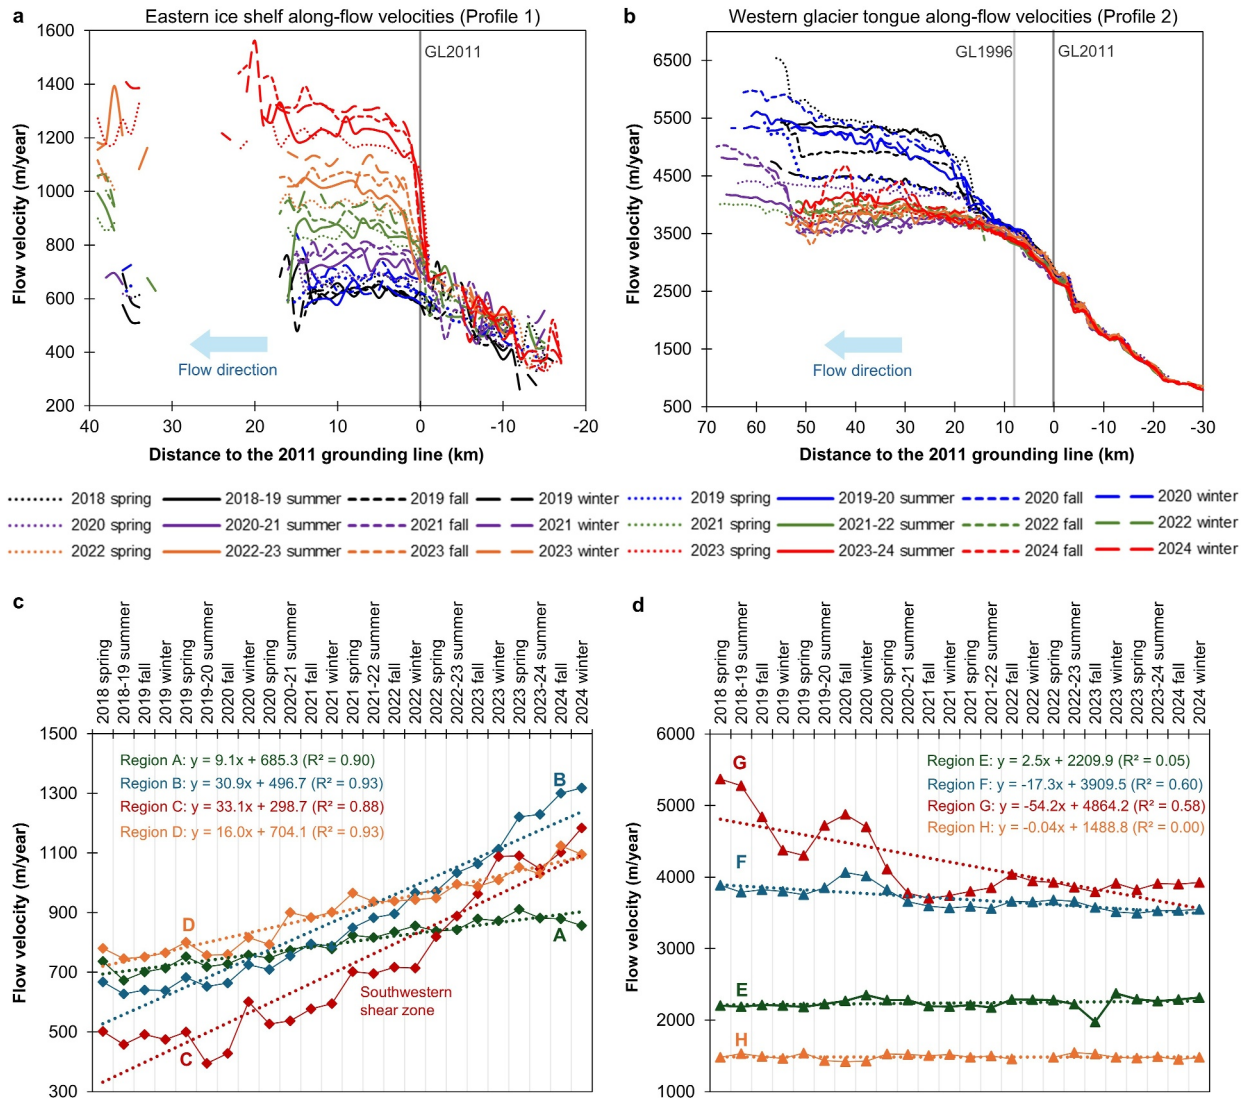 a
Eastern ice shelf along-flow velocities (Profile 1)
1600
1400
1200
1000
800
600
400
200
Flow velocity (m/year)
GL2011
Flow direction
40 30 20 10 0 -10 -20
Distance to the 2011 grounding line (km)
b
Western glacier tongue along-flow velocities (Profile 2)
6500
5500
4500
3500
2500
1500
500
Flow velocity (m/year)
GL1996
GL2011
Flow direction
70 60 50 40 30 20 10 0 -10 -20 -30
Distance to the 2011 grounding line (km)
2018 spring 2018-19 summer 2019 fall 2019 winter 2019 spring 2019-20 summer 2020 fall 2020 winter
2020 spring 2020-21 summer 2021 fall 2021 winter 2021 spring 2021-22 summer 2022 fall 2022 winter
2022 spring 2022-23 summer 2023 fall 2023 winter 2023 spring 2023-24 summer 2024 fall 2024 winter
c
2018 spring
2018-19 summer
2019 fall
2019 winter
2019 spring
2019-20 summer
2020 fall
2020 winter
2020 spring
2020-21 summer
2021 fall
2021 winter
2021 spring
2021-22 summer
2022 fall
2022 winter
2022 spring
2022-23 summer
2023 fall
2023 winter
2023 spring
2023-24 summer
2024 fall
2024 winter
1500
1300
1100
900
700
500
300
Flow velocity (m/year)
Region A: y = 9.1x + 685.3 (R² = 0.90)
Region B: y = 30.9x + 496.7 (R² = 0.93)
Region C: y = 33.1x + 298.7 (R² = 0.88)
Region D: y = 16.0x + 704.1 (R² = 0.93)
B
D
A
C
Southwestern
shear zone
d
2018 spring
2018-19 summer
2019 fall
2019 winter
2019 spring
2019-20 summer
2020 fall
2020 winter
2020 spring
2020-21 summer
2021 fall
2021 winter
2021 spring
2021-22 summer
2022 fall
2022 winter
2022 spring
2022-23 summer
2023 fall
2023 winter
2023 spring
2023-24 summer
2024 fall
2024 winter
6000
5000
4000
3000
2000
1000
Flow velocity (m/year)
Region E: y = 2.5x + 2209.9 (R² = 0.05)
Region F: y = -17.3x + 3909.5 (R² = 0.60)
Region G: y = -54.2x + 4864.2 (R² = 0.58)
Region H: y = -0.04x + 1488.8 (R² = 0.00)
G
F
E
H